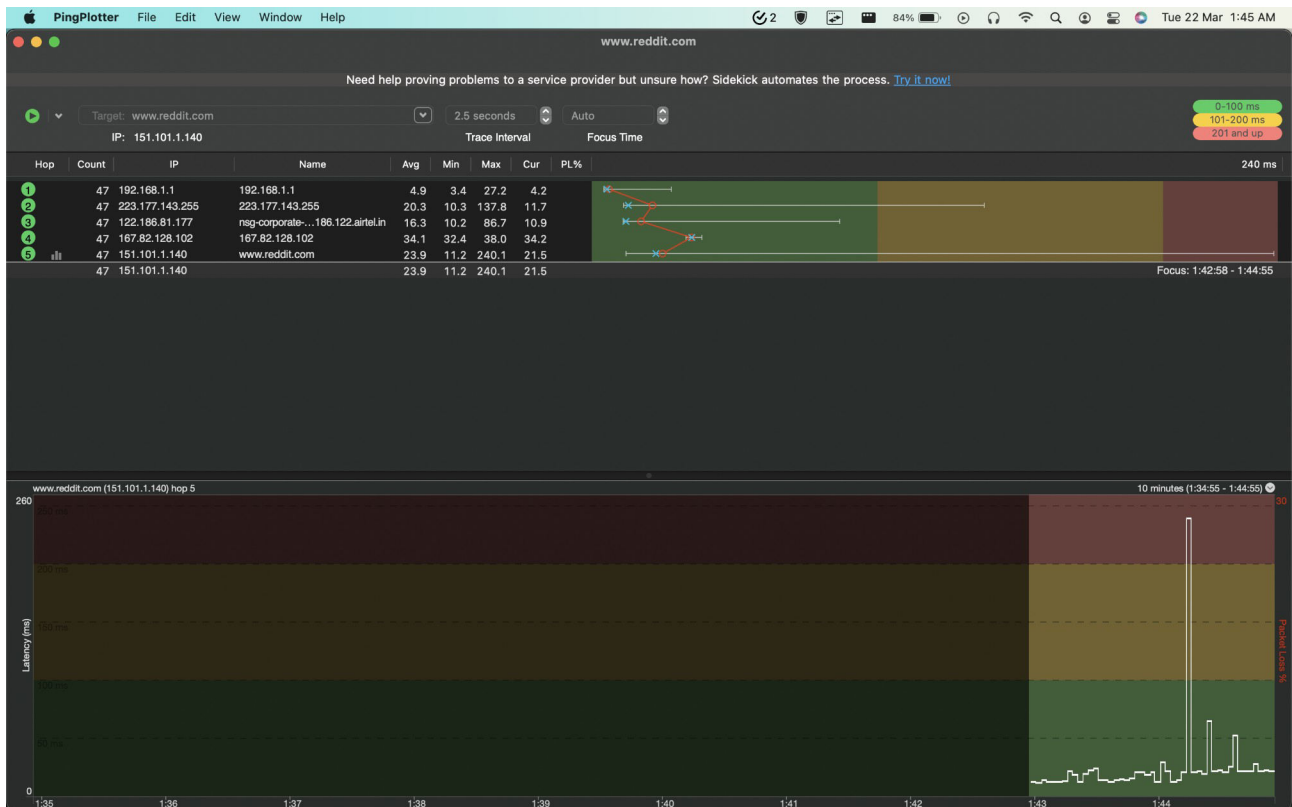 PingPlotter File Edit View Window Help 2 84% Tue 22 Mar 1:45 AM
www.reddit.com
Need help proving problems to a service provider but unsure how? Sidekick automates the process. Try it now!
Target: www.reddit.com 2.5 seconds Auto
IP: 151.101.1.140 Trace Interval Focus Time
0-100 ms
101-200 ms
201 and up
Hop Count IP Name Avg Min Max Cur PL% 240 ms
1 47 192.168.1.1 192.168.1.1 4.9 3.4 27.2 4.2
2 47 223.177.143.255 223.177.143.255 20.3 10.3 137.8 11.7
3 47 122.186.81.177 nsg-corporate-...186.122.airtel.in 16.3 10.2 86.7 10.9
4 47 167.82.128.102 167.82.128.102 34.1 32.4 38.0 34.2
5 47 151.101.1.140 www.reddit.com 23.9 11.2 240.1 21.5
47 151.101.1.140 23.9 11.2 240.1 21.5 Focus: 1:42:58 - 1:44:55
www.reddit.com (151.101.1.140) hop 5 10 minutes (1:34:55 - 1:44:55)
260 30
250 ms
200 ms
150 ms
Latency (ms)
Packet Loss %
100 ms
50 ms
0
1:35 1:36 1:37 1:38 1:39 1:40 1:41 1:42 1:43 1:44